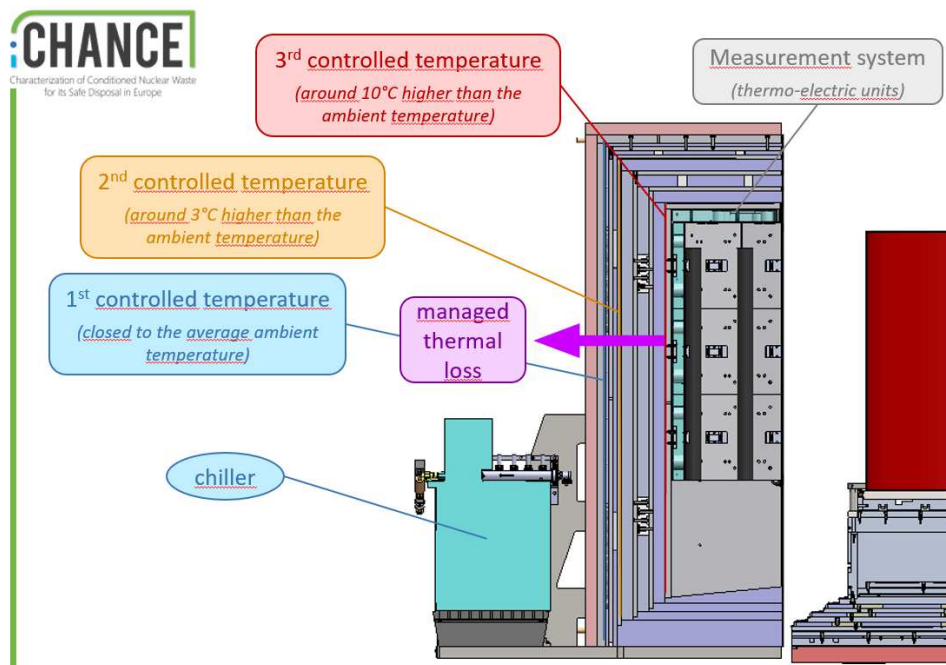 CHANCE
Characterization of Conditioned Nuclear Waste
for its Safe Disposal in Europe
3rd controlled temperature
(around 10°C higher than the
ambient temperature)
Measurement system
(thermo-electric units)
2nd controlled temperature
(around 3°C higher than the
ambient temperature)
1st controlled temperature
(closed to the average ambient
temperature)
managed
thermal
loss
chiller